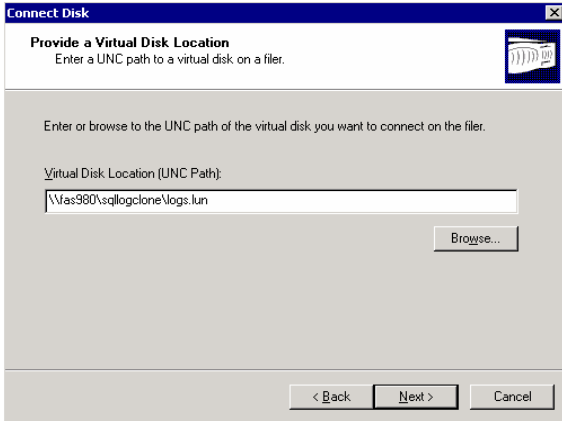 Connect Disk
Provide a Virtual Disk Location
Enter a UNC path to a virtual disk on a filer.
Enter or browse to the UNC path of the virtual disk you want to connect on the filer.
Virtual Disk Location (UNC Path):
\\fas980\sqllogclone\logs.lun
Browse...
< Back
Next >
Cancel